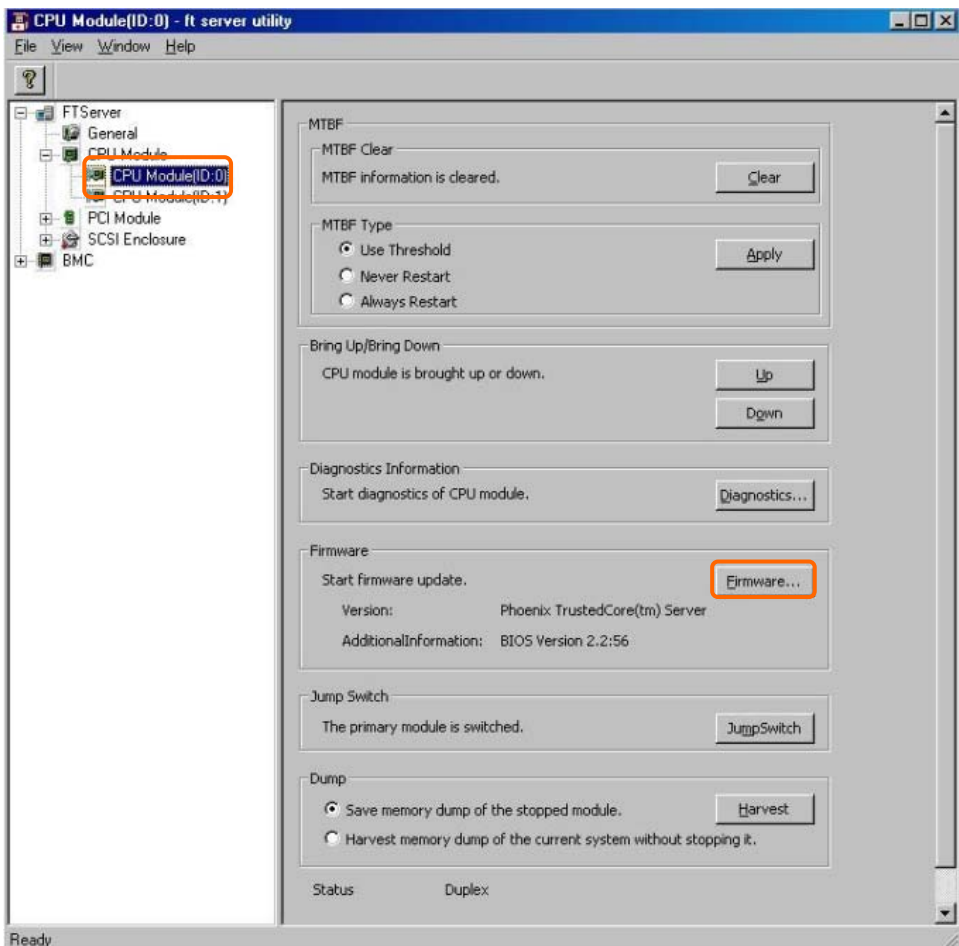 CPU Module(ID:0) - ft server utility
File View Window Help
FTServer
General
CPU Module
CPU Module(ID:0)
CPU Module(ID:1)
PCI Module
SCSI Enclosure
BMC
MTBF
MTBF Clear
MTBF information is cleared. Clear
MTBF Type
Use Threshold
Apply
Never Restart
Always Restart
Bring Up/Bring Down
CPU module is brought up or down. Up
Down
Diagnostics Information
Start diagnostics of CPU module. Diagnostics...
Firmware
Start firmware update. Firmware...
Version: Phoenix TrustedCore(tm) Server
AdditionalInformation: BIOS Version 2.2:56
Jump Switch
The primary module is switched. JumpSwitch
Dump
Save memory dump of the stopped module. Harvest
Harvest memory dump of the current system without stopping it.
Status Duplex
Ready